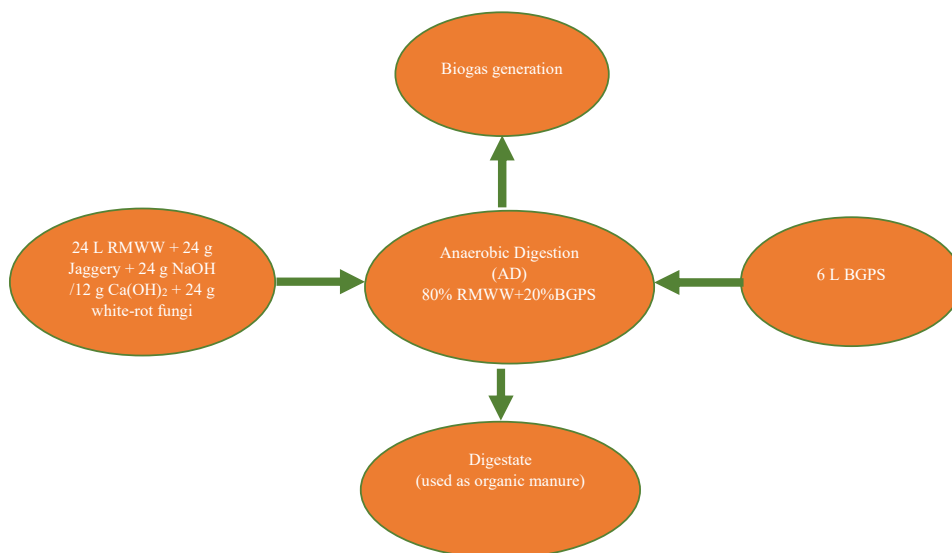 Biogas generation
24 L RMWW + 24 g
Jaggery + 24 g NaOH
/12 g Ca(OH)₂ + 24 g
white-rot fungi
Anaerobic Digestion
(AD)
80% RMWW+20%BGPS
6 L BGPS
Digestate
(used as organic manure)